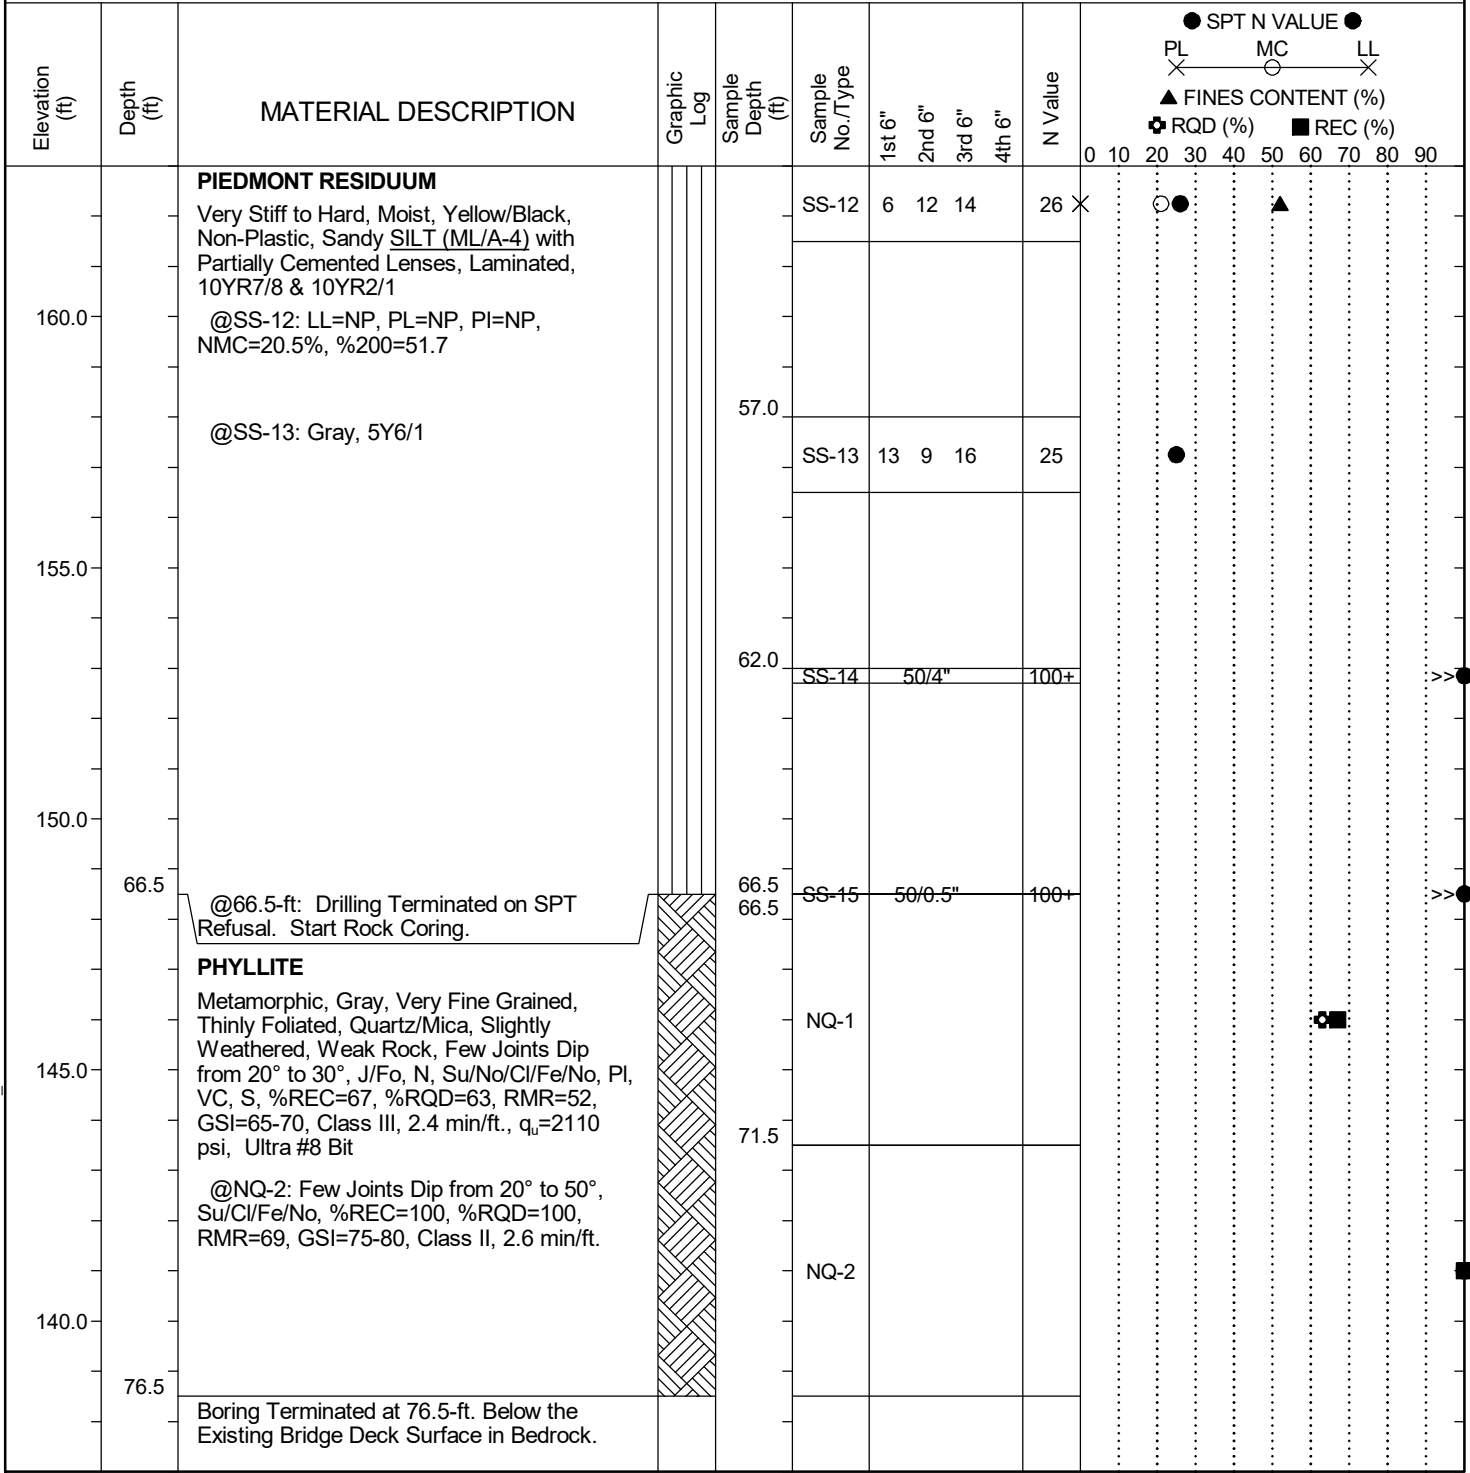 Elevation (ft)
Depth (ft)
MATERIAL DESCRIPTION
Graphic Log
Sample Depth (ft)
Sample No./Type
1st 6"
2nd 6"
3rd 6"
4th 6"
N Value
SPT N VALUE
PL MC LL
FINES CONTENT (%)
RQD (%) REC (%)
0 10 20 30 40 50 60 70 80 90
PIEDMONT RESIDUUM
Very Stiff to Hard, Moist, Yellow/Black,
Non-Plastic, Sandy SILT (ML/A-4) with
Partially Cemented Lenses, Laminated,
10YR7/8 & 10YR2/1
SS-12 6 12 14 26
160.0
@SS-12: LL=NP, PL=NP, PI=NP,
NMC=20.5%, %200=51.7
57.0
@SS-13: Gray, 5Y6/1
SS-13 13 9 16 25
155.0
62.0
SS-14 50/4" 100+ >>
150.0
66.5
66.5
SS-15 50/0.5" 100+ >>
66.5
@66.5-ft: Drilling Terminated on SPT
Refusal. Start Rock Coring.
PHYLLITE
Metamorphic, Gray, Very Fine Grained,
Thinly Foliated, Quartz/Mica, Slightly
Weathered, Weak Rock, Few Joints Dip
from 20° to 30°, J/Fo, N, Su/No/Cl/Fe/No, Pl,
VC, S, %REC=67, %RQD=63, RMR=52,
GSI=65-70, Class III, 2.4 min/ft., qu=2110
psi, Ultra #8 Bit
NQ-1
145.0
71.5
@NQ-2: Few Joints Dip from 20° to 50°,
Su/Cl/Fe/No, %REC=100, %RQD=100,
RMR=69, GSI=75-80, Class II, 2.6 min/ft.
NQ-2
140.0
76.5
Boring Terminated at 76.5-ft. Below the
Existing Bridge Deck Surface in Bedrock.